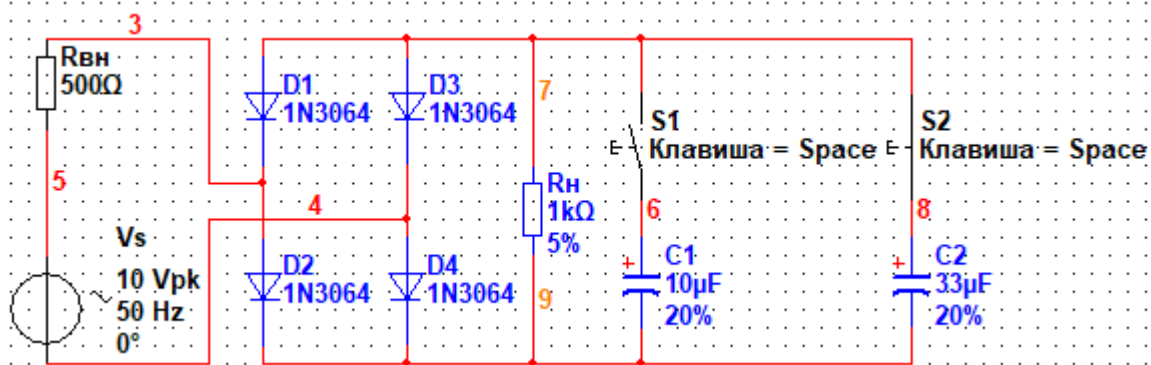 3
Rвн
500Ω
D1
1N3064
D3
1N3064
7
S1
Клавиша = Space
S2
Клавиша = Space
5
4
Rн
1kΩ
5%
6
8
Vs
10 Vpk
50 Hz
0°
~
D2
1N3064
D4
1N3064
9
+
C1
10µF
20%
+
C2
33µF
20%